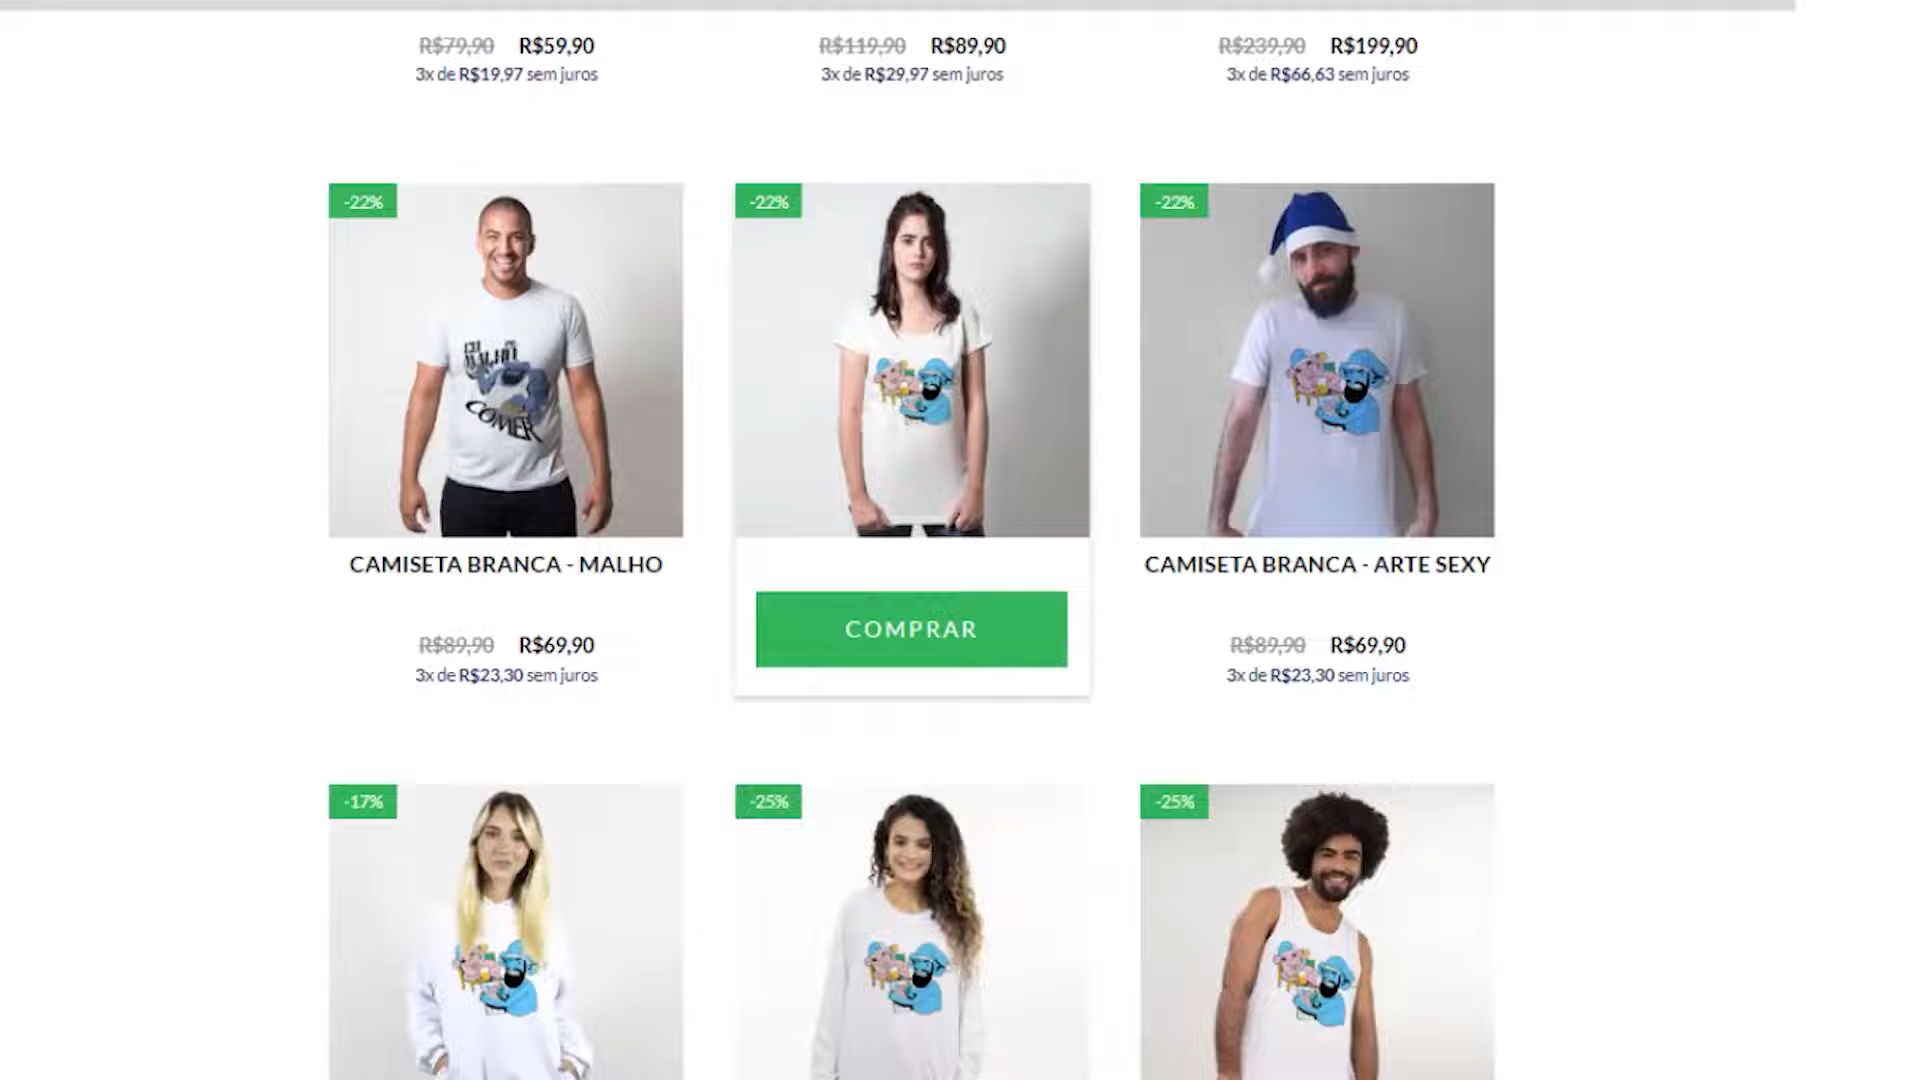 R$79,90 R$59,90
3x de R$19,97 sem juros
R$119,90 R$89,90
3x de R$29,97 sem juros
R$239,90 R$199,90
3x de R$66,63 sem juros
-22%
-22%
-22%
EU
MALHO
COMER
CAMISETA BRANCA - MALHO
R$89,90 R$69,90
3x de R$23,30 sem juros
COMPRAR
CAMISETA BRANCA - ARTE SEXY
R$89,90 R$69,90
3x de R$23,30 sem juros
-17%
-25%
-25%